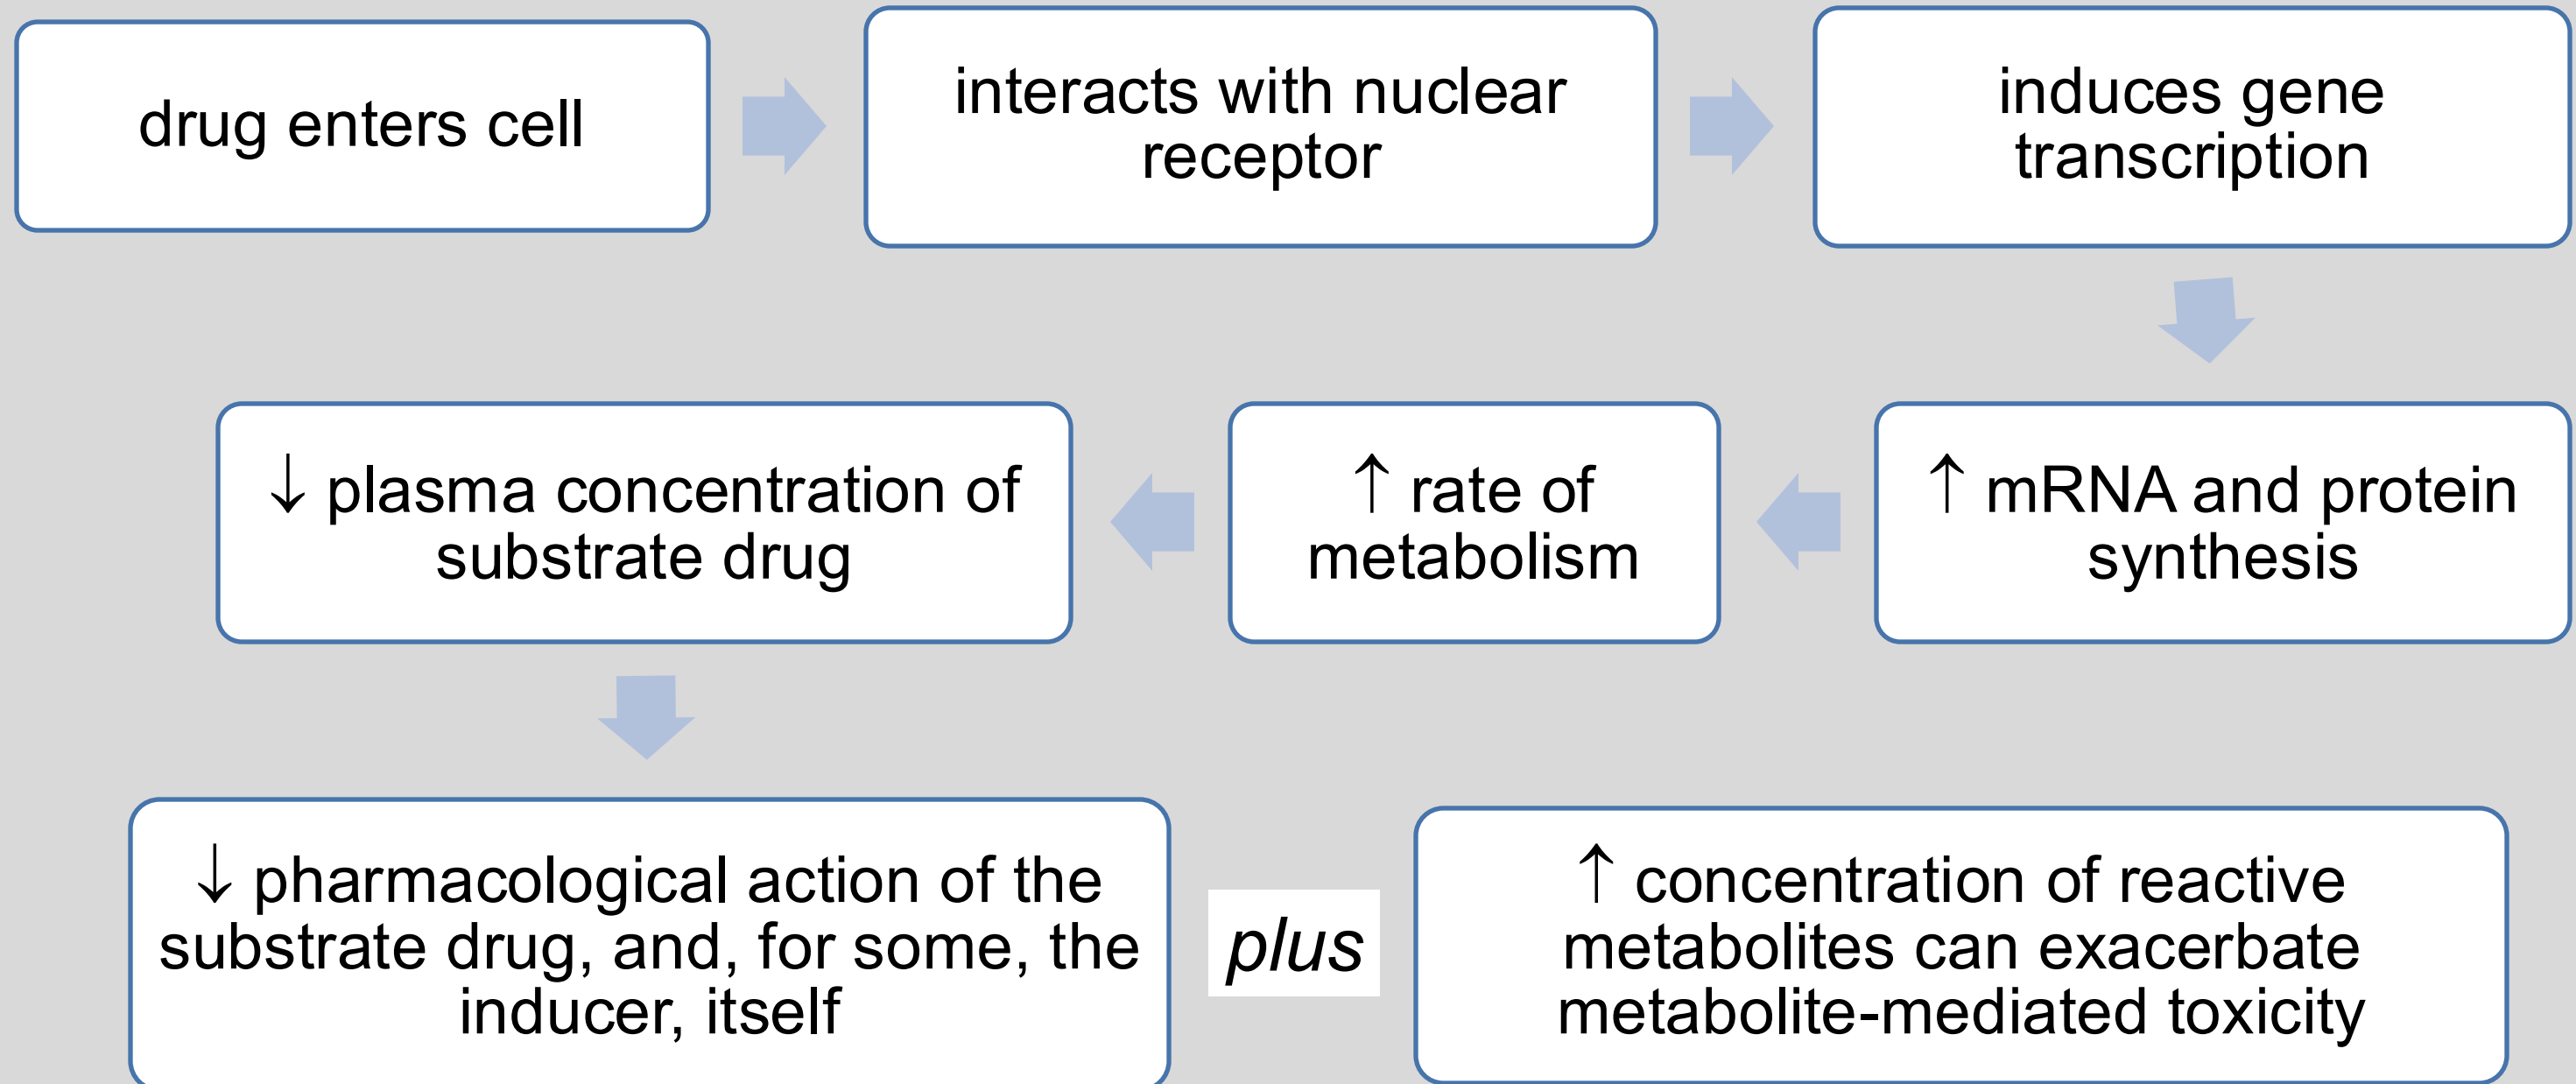 drug enters cell
interacts with nuclear
receptor
induces gene
transcription
↑ mRNA and protein
synthesis
↑ rate of
metabolism
↓ plasma concentration of
substrate drug
↓ pharmacological action of the
substrate drug, and, for some, the
inducer, itself
plus
↑ concentration of reactive
metabolites can exacerbate
metabolite-mediated toxicity